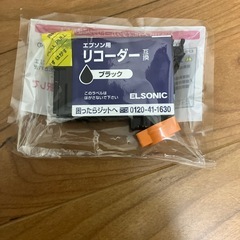 エプソン用
リコーダー
ブラック
このラベルは
はがさないで下さい
ELSONIC
困ったらジットへ 0120-41-1630